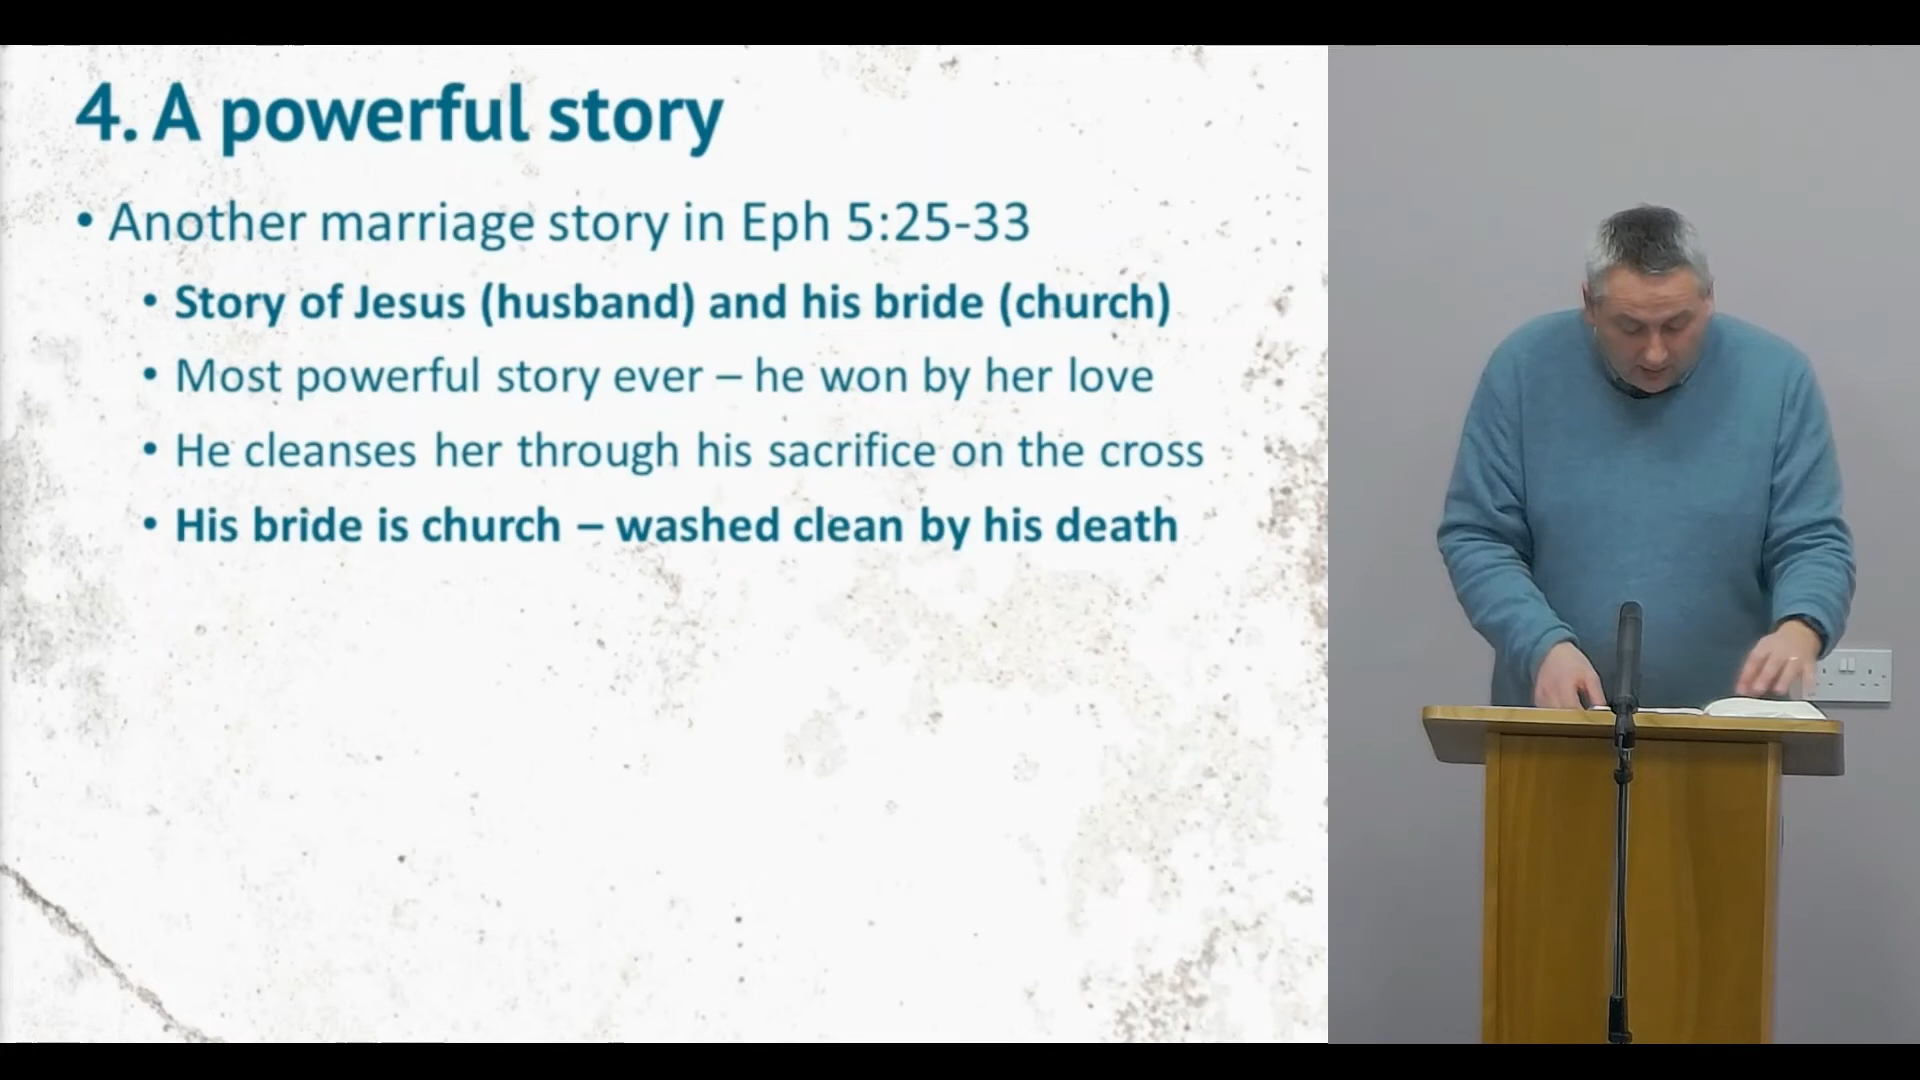 4. A powerful story
• Another marriage story in Eph 5:25-33
• Story of Jesus (husband) and his bride (church)
• Most powerful story ever – he won by her love
• He cleanses her through his sacrifice on the cross
• His bride is church – washed clean by his death